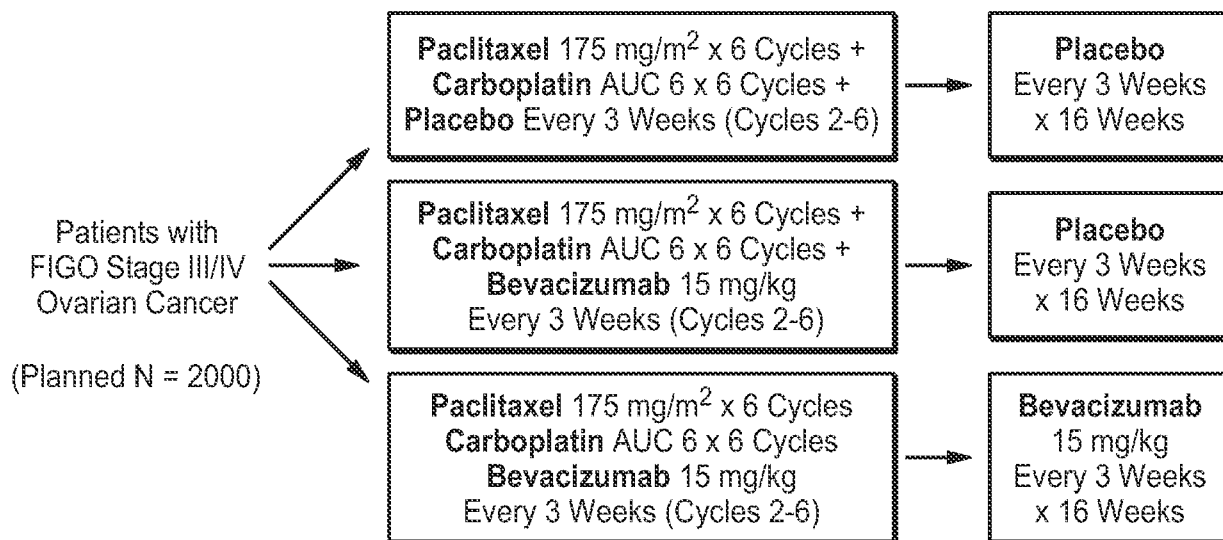 Patients with
FIGO Stage III/IV
Ovarian Cancer
(Planned N = 2000)
Paclitaxel 175 mg/m² x 6 Cycles +
Carboplatin AUC 6 x 6 Cycles +
Placebo Every 3 Weeks (Cycles 2-6)
Placebo
Every 3 Weeks
x 16 Weeks
Paclitaxel 175 mg/m² x 6 Cycles +
Carboplatin AUC 6 x 6 Cycles +
Bevacizumab 15 mg/kg
Every 3 Weeks (Cycles 2-6)
Placebo
Every 3 Weeks
x 16 Weeks
Paclitaxel 175 mg/m² x 6 Cycles
Carboplatin AUC 6 x 6 Cycles
Bevacizumab 15 mg/kg
Every 3 Weeks (Cycles 2-6)
Bevacizumab
15 mg/kg
Every 3 Weeks
x 16 Weeks